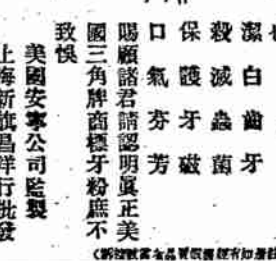 潔白齒牙
殺滅蟲菌
保護牙磁
口氣芬芳
賜顧諸君請認明眞正美
國三角牌商標牙粉庶不
致悞
美國安家公司監製
上海新旗昌洋行批發